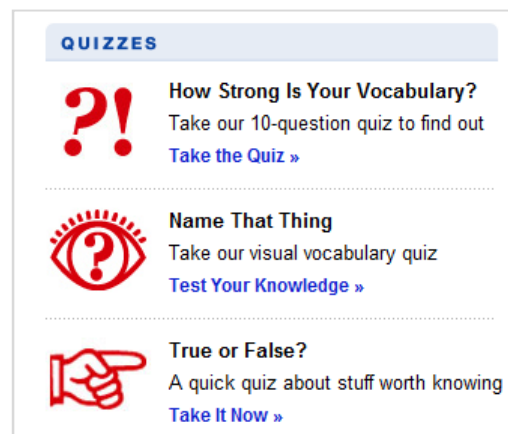 QUIZZES
?!
How Strong Is Your Vocabulary?
Take our 10-question quiz to find out
Take the Quiz »
?
Name That Thing
Take our visual vocabulary quiz
Test Your Knowledge »
True or False?
A quick quiz about stuff worth knowing
Take It Now »